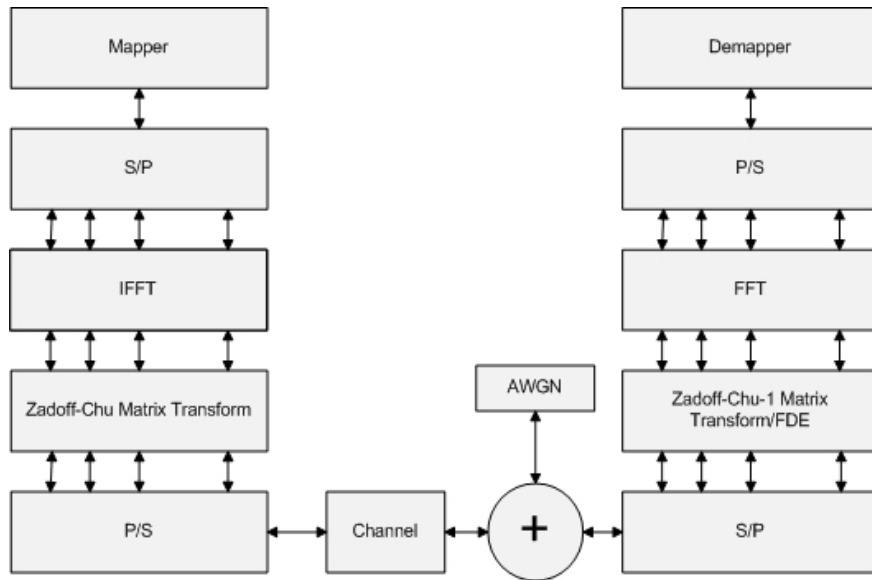 Mapper
S/P
IFFT
Zadoff-Chu Matrix Transform
P/S
Channel
AWGN
+
Demapper
P/S
FFT
Zadoff-Chu-1 Matrix
Transform/FDE
S/P